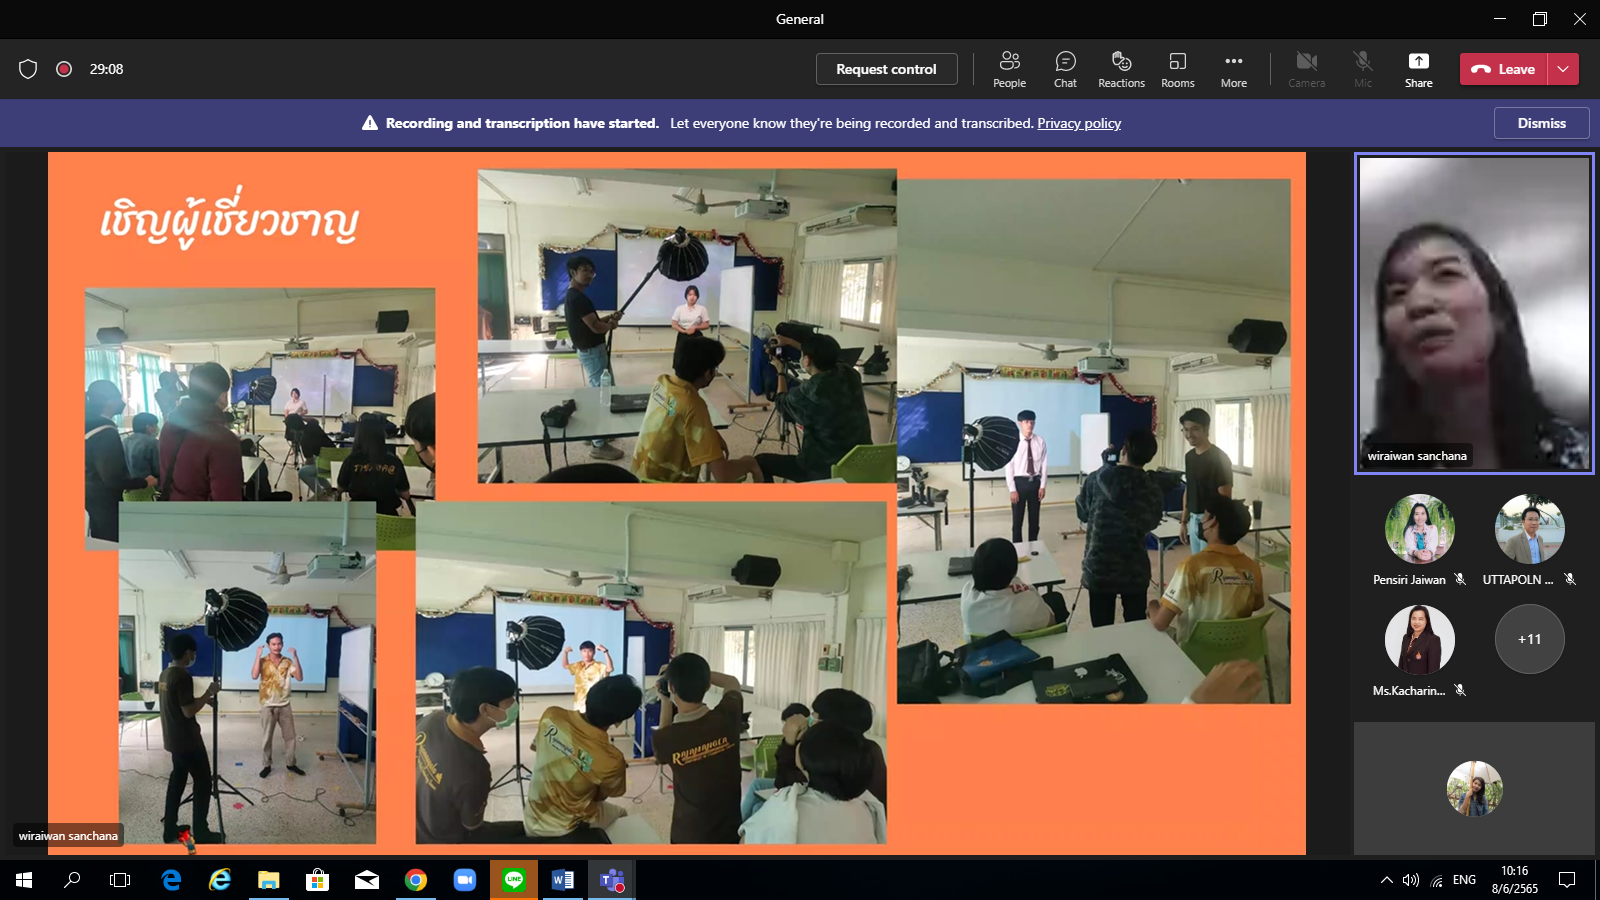 General
29:08
Request control
People
Chat
Reactions
Rooms
More
Camera
Mic
Share
Leave
Recording and transcription have started. Let everyone know they're being recorded and transcribed. Privacy policy
Dismiss
เชิญผู้เชี่ยวชาญ
RAJAMANGLA
wiraiwan sanchana
wiraiwan sanchana
Pensiri Jaiwan
UTTAPOLN ...
Ms.Kacharin...
+11
LINE
ENG
10:16
8/6/2565